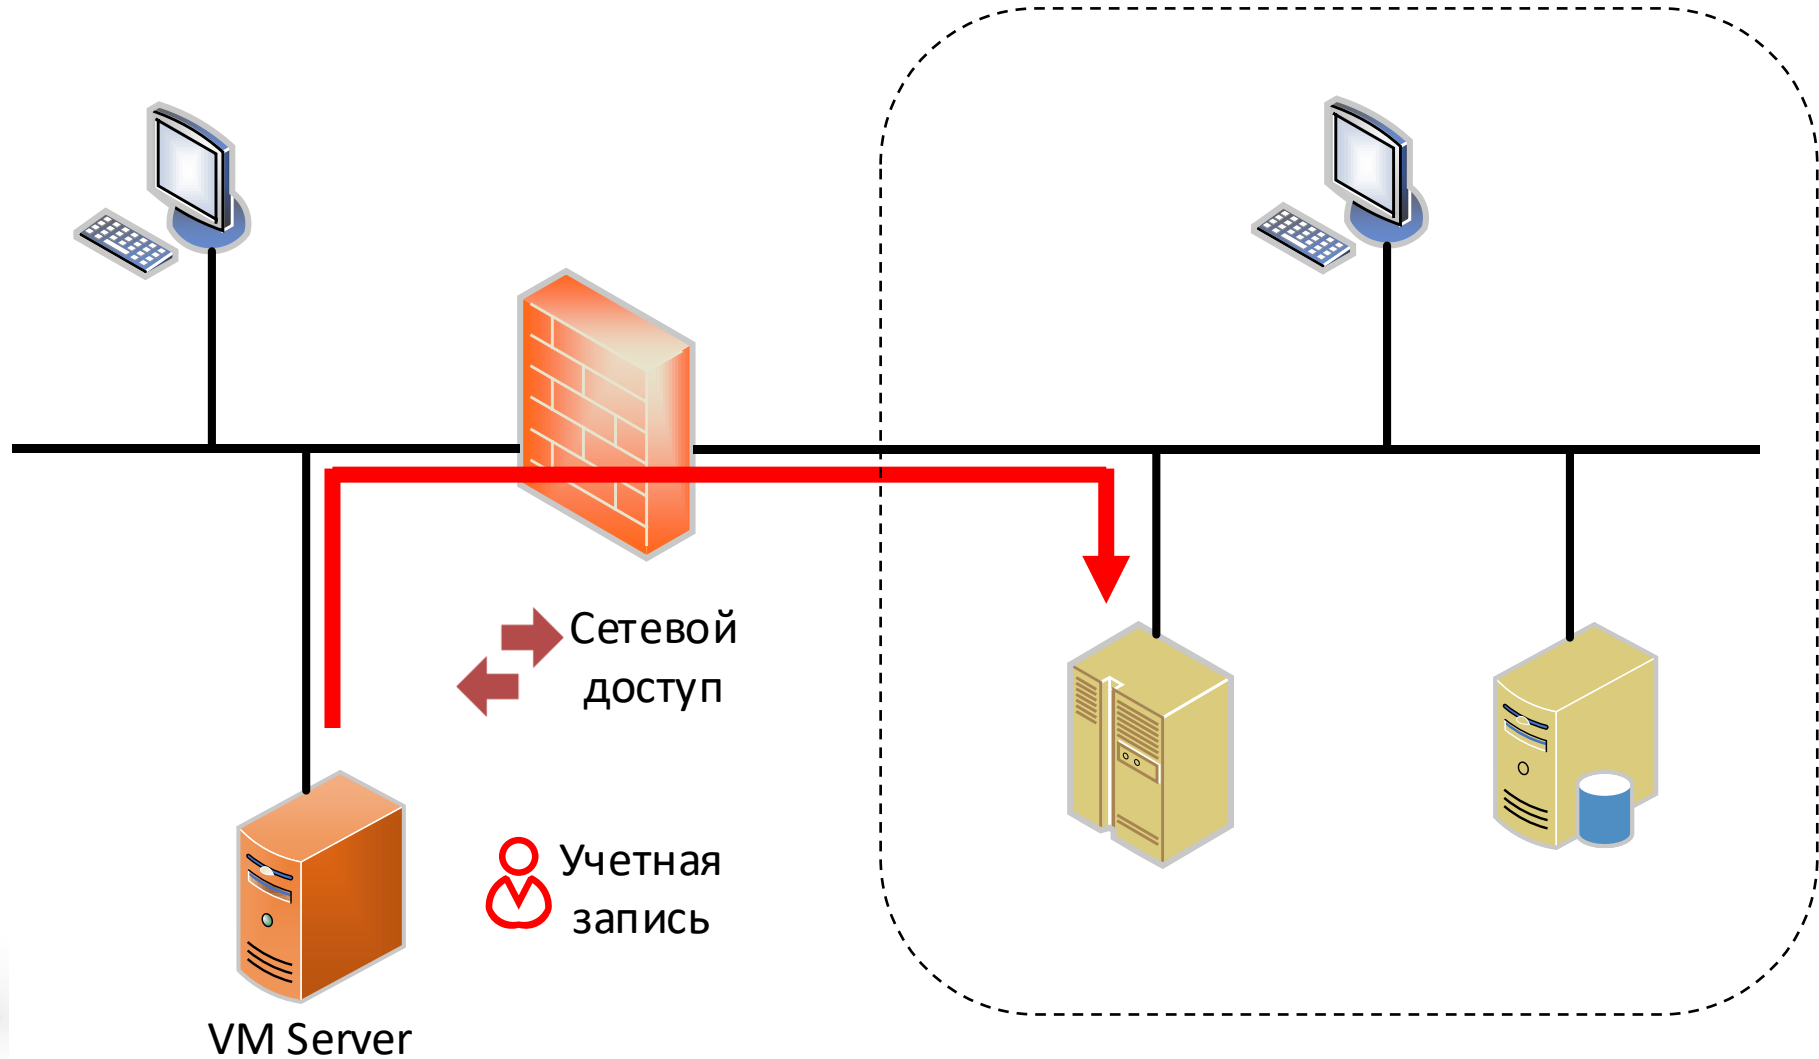 Сетевой
доступ
Учетная
запись
VM Server